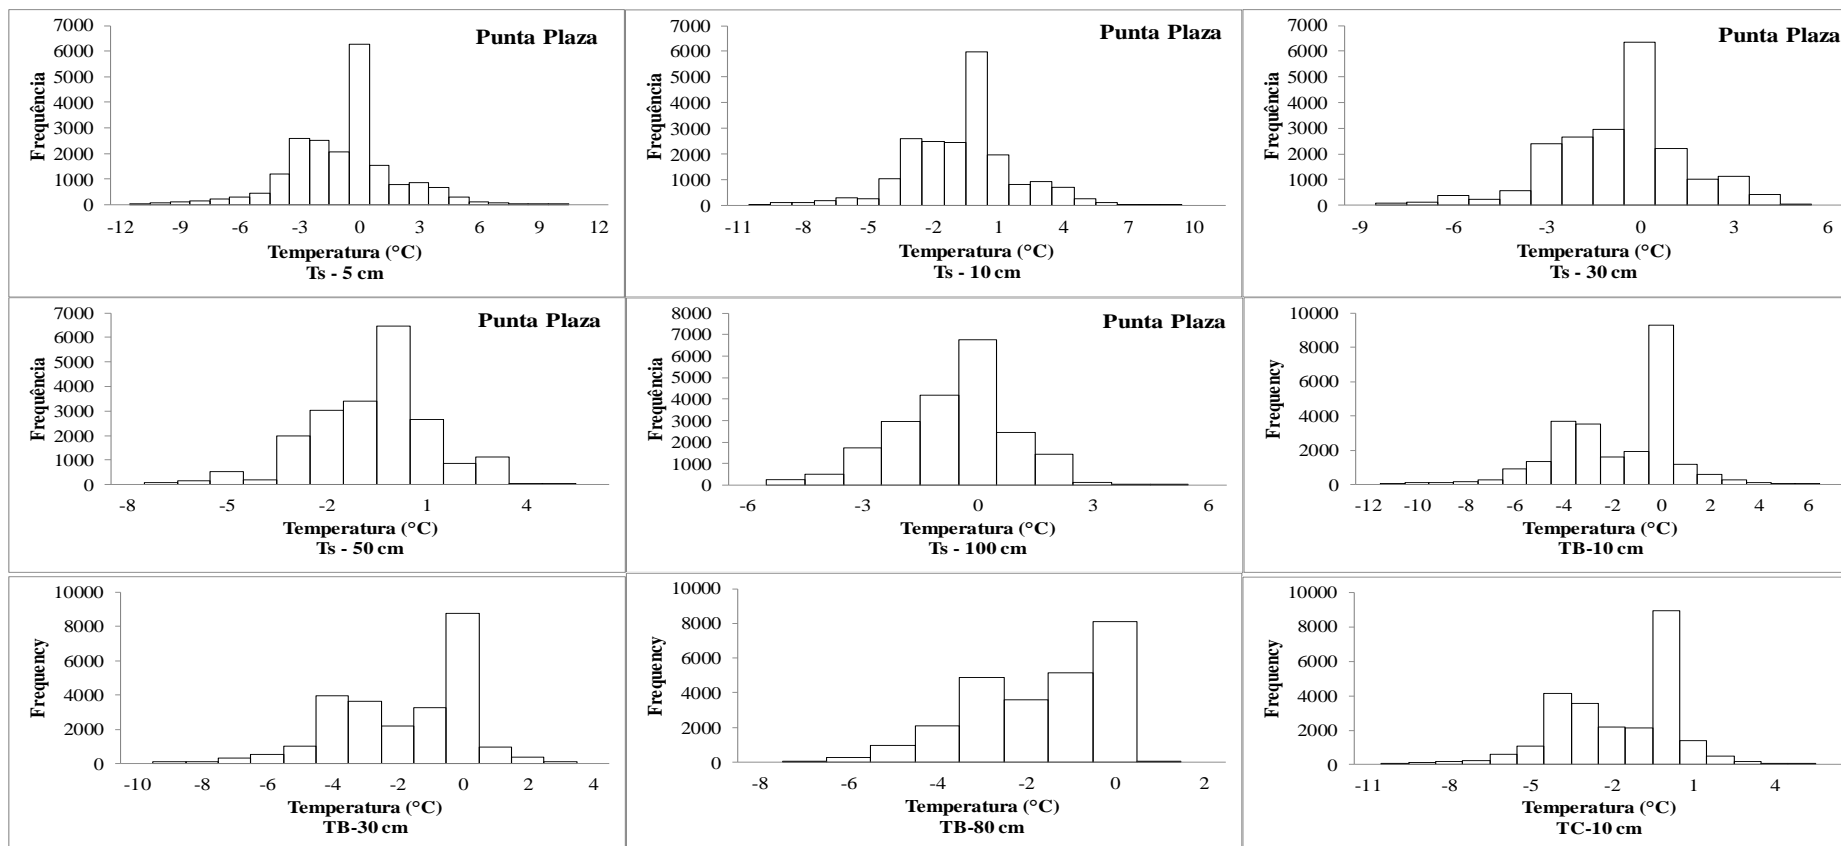 Punta Plaza
Frequência
7000
6000
5000
4000
3000
2000
1000
0
-12 -9 -6 -3 0 3 6 9 12
Temperatura (°C)
Ts - 5 cm
Punta Plaza
Frequência
7000
6000
5000
4000
3000
2000
1000
0
-11 -8 -5 -2 1 4 7 10
Temperatura (°C)
Ts - 10 cm
Punta Plaza
Frequência
7000
6000
5000
4000
3000
2000
1000
0
-9 -6 -3 0 3 6
Temperatura (°C)
Ts - 30 cm
Punta Plaza
Frequência
7000
6000
5000
4000
3000
2000
1000
0
-8 -5 -2 1 4
Temperatura (°C)
Ts - 50 cm
Punta Plaza
Frequência
8000
7000
6000
5000
4000
3000
2000
1000
0
-6 -3 0 3 6
Temperatura (°C)
Ts - 100 cm
Frequency
10000
8000
6000
4000
2000
0
-12 -10 -8 -6 -4 -2 0 2 4 6
Temperatura (°C)
TB-10 cm
Frequency
10000
8000
6000
4000
2000
0
-10 -8 -6 -4 -2 0 2 4
Temperatura (°C)
TB-30 cm
Frequency
10000
8000
6000
4000
2000
0
-8 -6 -4 -2 0 2
Temperatura (°C)
TB-80 cm
Frequency
10000
8000
6000
4000
2000
0
-11 -8 -5 -2 1 4
Temperatura (°C)
TC-10 cm